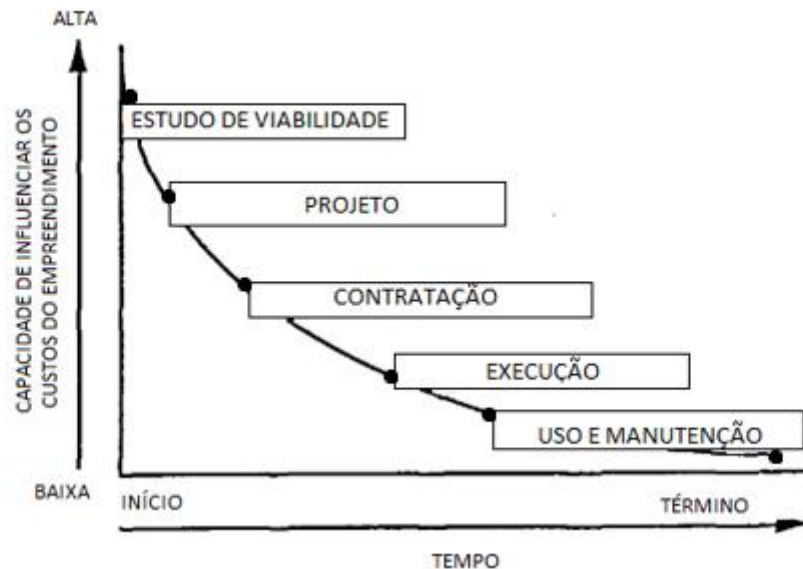 ALTA
CAPACIDADE DE INFLUENCIAR OS
CUSTOS DO EMPREENDIMENTO
ESTUDO DE VIABILIDADE
PROJETO
CONTRATAÇÃO
EXECUÇÃO
USO E MANUTENÇÃO
BAIXA
INÍCIO
TÉRMINO
TEMPO